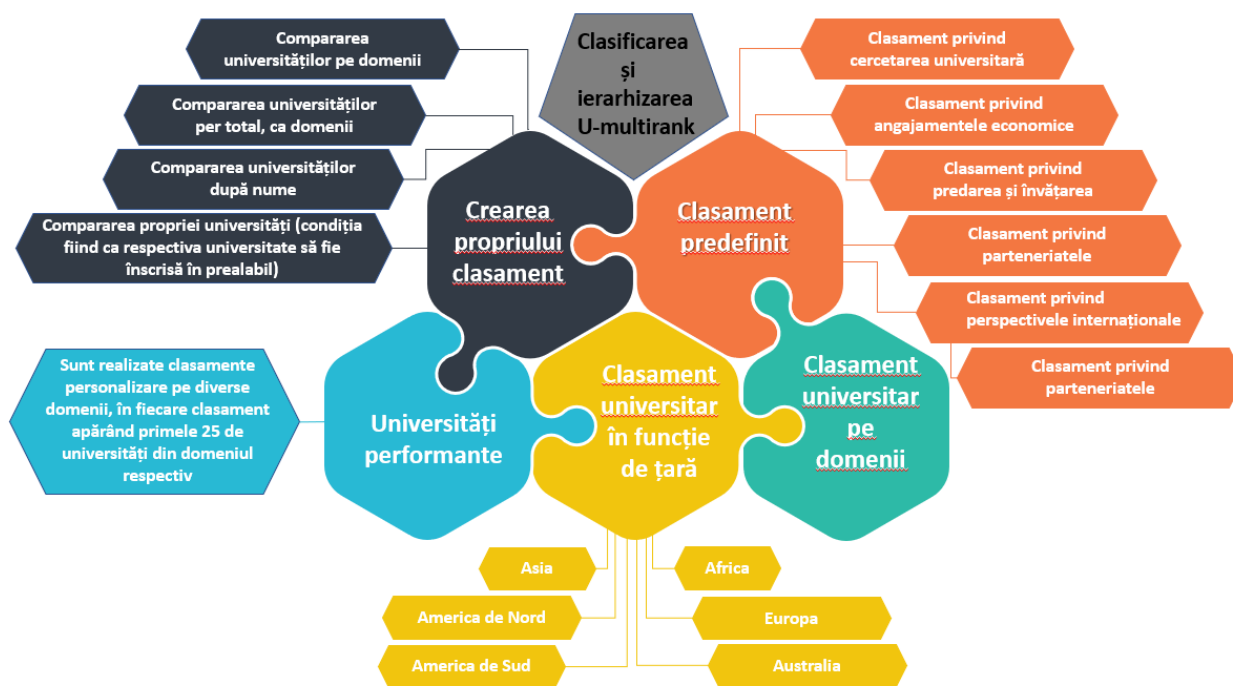 Clasificarea
și
ierarhizarea
U-multirank
Compararea
universităților pe domenii
Compararea universităților
per total, ca domenii
Compararea universităților
după nume
Compararea propriei universități (condiția
fiind ca respectiva universitate să fie
înscrisă în prealabil)
Crearea
propriului
clasament
Clasament
predefinit
Clasament privind
cercetarea universitară
Clasament privind
angajamentele economice
Clasament privind
predarea și învățarea
Clasament privind
parteneriatele
Clasament privind
perspectivele internaționale
Clasament privind
parteneriatele
Sunt realizate clasamente
personalizare pe diverse
domenii, în fiecare clasament
apărând primele 25 de
universități din domeniul
respectiv
Universități
performante
Clasament
universitar
în funcție
de țară
Clasament
universitar
pe
domenii
Asia
Africa
America de Nord
Europa
America de Sud
Australia